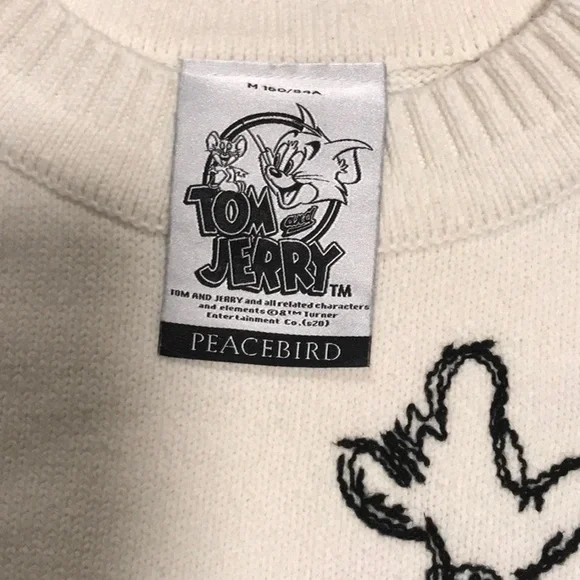 M 160/84A
TOM and
JERRY TM
TOM AND JERRY and all related characters
and elements ©&™ Turner
Entertainment Co.(s20)
PEACEBIRD